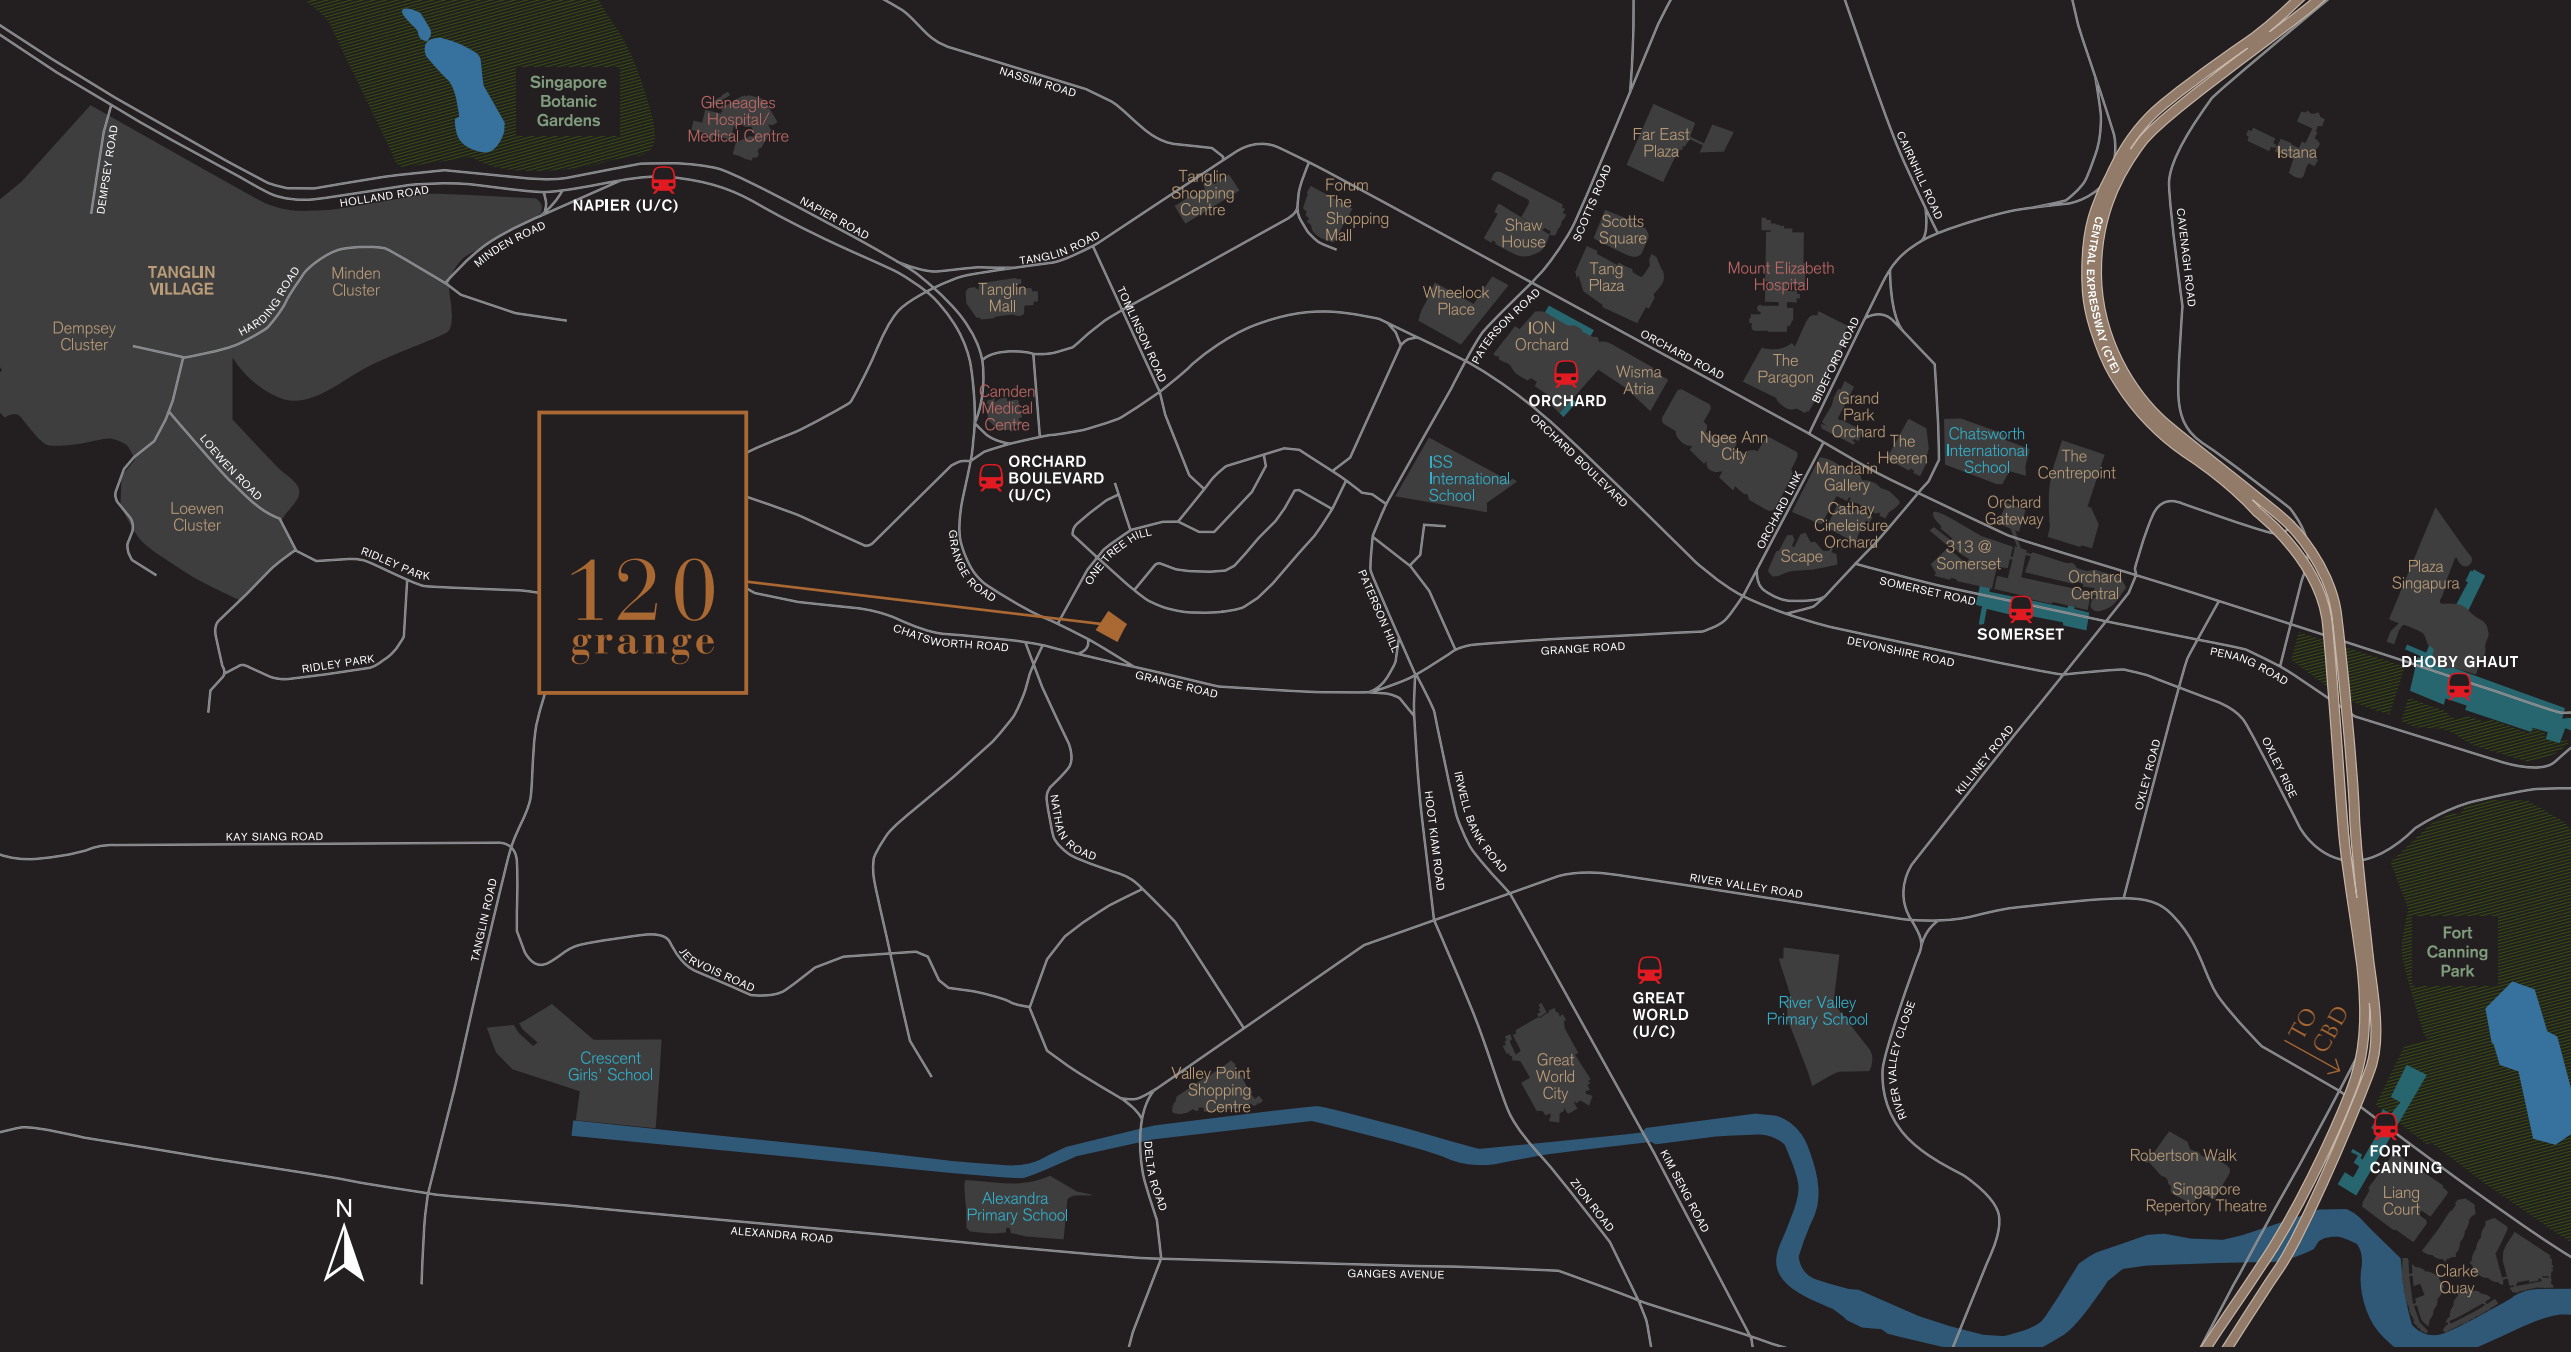 Singapore
Botanic
Gardens
Gleneagles
Hospital/
Medical Centre
NASSIM ROAD
DEMPSEY ROAD
HOLLAND ROAD
NAPIER (U/C)
NAPIER ROAD
MINDEN ROAD
TANGLIN
VILLAGE
Minden
Cluster
HARDING ROAD
Dempsey
Cluster
LOEWEN ROAD
Loewen
Cluster
RIDLEY PARK
RIDLEY PARK
120
grange
Tanglin
Shopping
Centre
Forum
The
Shopping
Mall
TANGLIN ROAD
Tanglin
Mall
TOMLINSON ROAD
Camden
Medical
Centre
ORCHARD
BOULEVARD
(U/C)
GRANGE ROAD
ONE TREE HILL
CHATSWORTH ROAD
GRANGE ROAD
Far East
Plaza
SCOTTS ROAD
Shaw
House
Scotts
Square
Tang
Plaza
Wheelock
Place
PATERSON ROAD
ION
Orchard
ORCHARD
Wisma
Atria
ORCHARD ROAD
Mount Elizabeth
Hospital
The
Paragon
BIDEFORD ROAD
CAIRNHILL ROAD
Istana
CAVENAGH ROAD
CENTRAL EXPRESSWAY (CTE)
Grand
Park
Orchard
The
Heeren
Chatsworth
International
School
The
Centrepoint
Ngee Ann
City
ORCHARD BOULEVARD
ISS
International
School
Mandarin
Gallery
Cathay
Cineleisure
Orchard
ORCHARD LINK
Scape
Orchard
Gateway
313 @
Somerset
Orchard
Central
SOMERSET ROAD
SOMERSET
Plaza
Singapura
DHOBY GHAUT
PATERSON HILL
GRANGE ROAD
DEVONSHIRE ROAD
PENANG ROAD
KILLINEY ROAD
OXLEY ROAD
OXLEY RISE
KAY SIANG ROAD
TANGLIN ROAD
NATHAN ROAD
HOOT KIAM ROAD
IRWELL BANK ROAD
RIVER VALLEY ROAD
Fort
Canning
Park
JERVOIS ROAD
GREAT
WORLD
(U/C)
River Valley
Primary School
RIVER VALLEY CLOSE
TO
CBD
Crescent
Girls' School
Valley Point
Shopping
Centre
Great
World
City
DELTA ROAD
Alexandra
Primary School
ZION ROAD
KIM SENG ROAD
Robertson Walk
Singapore
Repertory Theatre
FORT
CANNING
Liang
Court
Clarke
Quay
N
ALEXANDRA ROAD
GANGES AVENUE